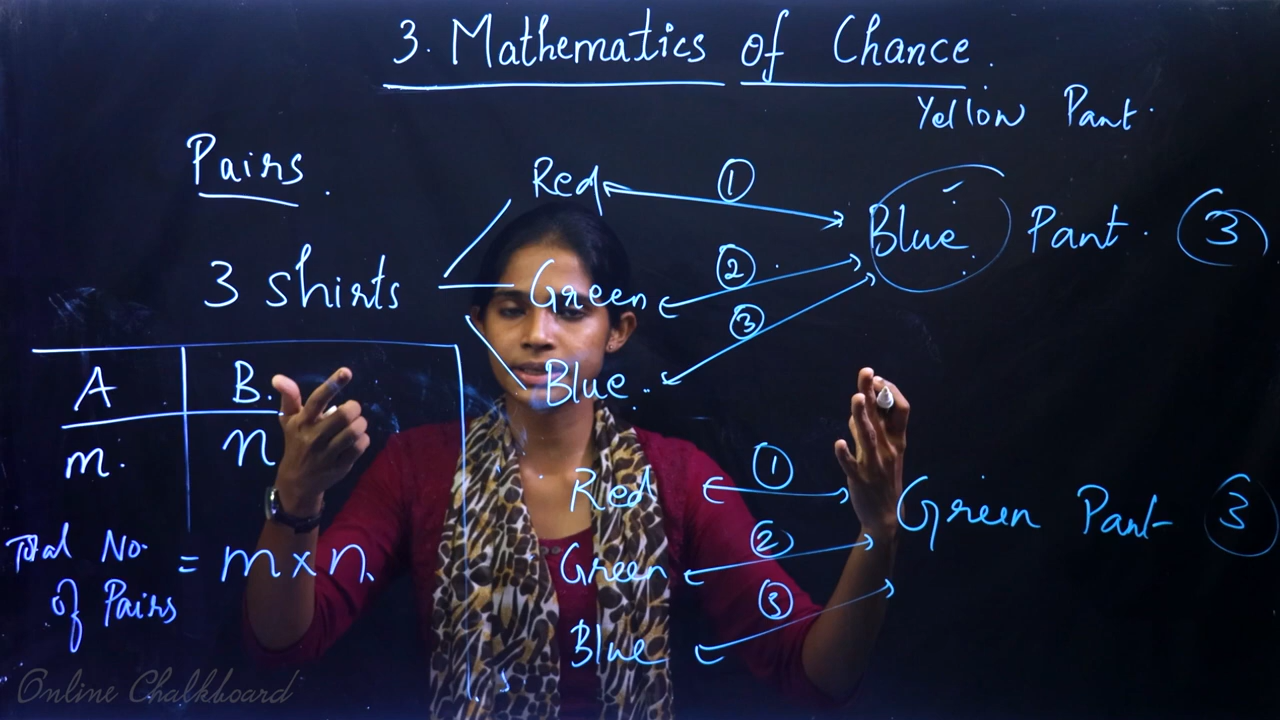 3. Mathematics of Chance.
Yellow Pant.
Pairs.
Red
①
Blue Pant. 3
3 shirts
Green
②
③
Blue
A B.
m. n
Red
①
Green Pant 3
Green
②
③
Blue
Total No. of Pairs = m×n.
Online Chalkboard